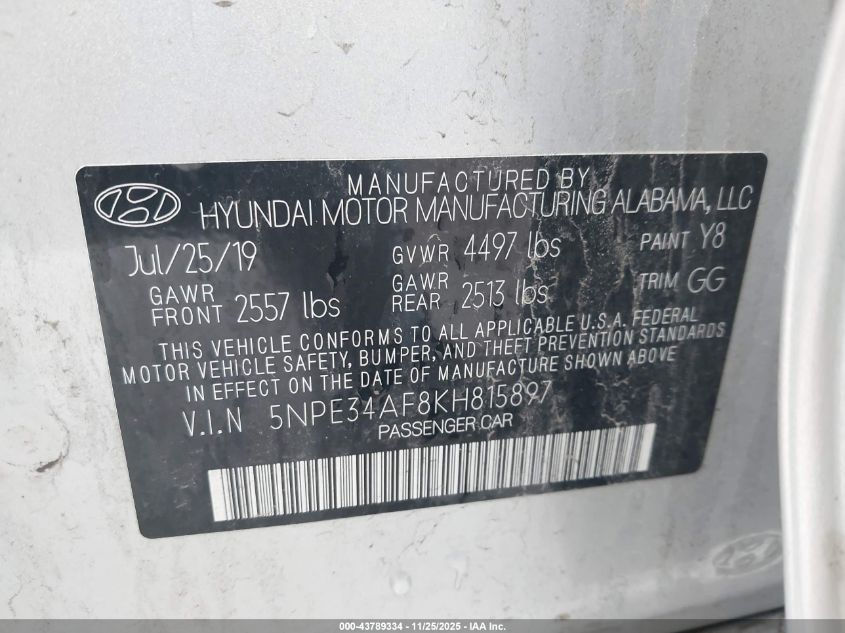 MANUFACTURED BY
HYUNDAI MOTOR MANUFACTURING ALABAMA, LLC
Jul/25/19 GVWR 4497 lbs PAINT Y8
GAWR FRONT 2557 lbs GAWR REAR 2513 lbs TRIM GG
THIS VEHICLE CONFORMS TO ALL APPLICABLE U.S.A. FEDERAL
MOTOR VEHICLE SAFETY, BUMPER, AND THEFT PREVENTION STANDARDS
IN EFFECT ON THE DATE OF MANUFACTURE SHOWN ABOVE
V.I.N 5NPE34AF8KH815897
PASSENGER CAR
000-43789334 - 11/25/2025 - IAA Inc.